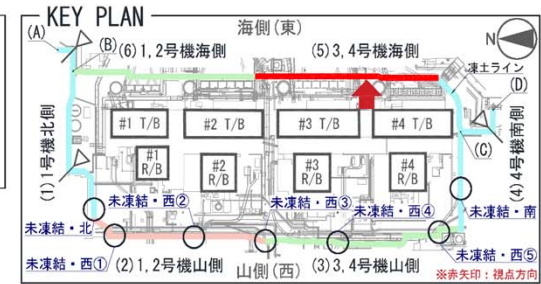 KEY PLAN
海側(東)
N
(A)
(B)
(6)1,2号機海側
(5)3,4号機海側
凍土ライン
(D)
(C)
#1 T/B
#2 T/B
#3 T/B
#4 T/B
#1
R/B
#2
R/B
#3
R/B
#4
R/B
(1)1号機北側
(4)4号機南側
未凍結・北
未凍結・西②
未凍結・西③
未凍結・西④
未凍結・南
未凍結・西①
(2)1,2号機山側
山側(西)
(3)3,4号機山側
未凍結・西⑤
※赤矢印:視点方向